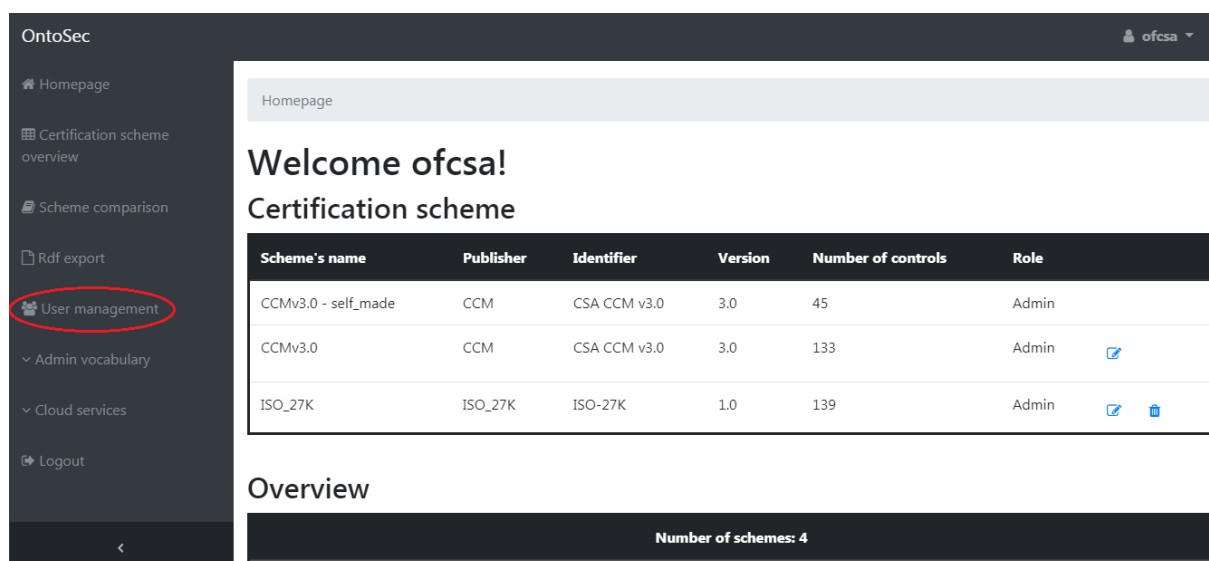 OntoSec
ofcsa
Homepage
Certification scheme
overview
Scheme comparison
Rdf export
User management
Admin vocabulary
Cloud services
Logout
Homepage
Welcome ofcsa!
Certification scheme
Scheme's name Publisher Identifier Version Number of controls Role
CCMv3.0 - self_made CCM CSA CCM v3.0 3.0 45 Admin
CCMv3.0 CCM CSA CCM v3.0 3.0 133 Admin
ISO_27K ISO_27K ISO-27K 1.0 139 Admin
Overview
Number of schemes: 4